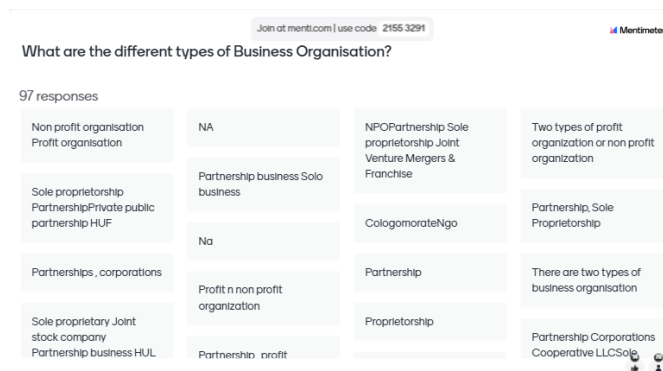 Join at menti.com | use code 2155 3291
Mentimeter
What are the different types of Business Organisation?
97 responses
Non profit organisation
Profit organisation
Sole proprietorship
PartnershipPrivate public
partnership HUF
Partnerships , corporations
Sole proprietary Joint
stock company
Partnership business HUL
NA
Partnership business Solo
business
Na
Profit n non profit
organization
Partnership , profit
NPOPartnership Sole
proprietorship Joint
Venture Mergers &
Franchise
CologomorateNgo
Partnership
Proprietorship
Two types of profit
organization or non profit
organization
Partnership, Sole
Proprietorship
There are two types of
business organisation
Partnership Corporations
Cooperative LLCSole